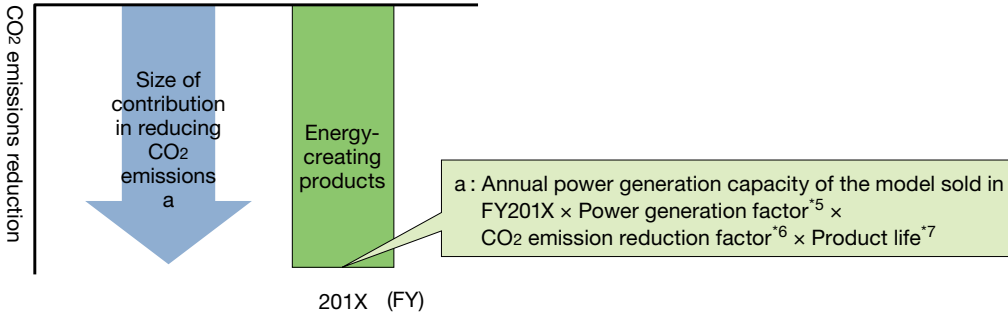 CO2 emissions reduction
Size of
contribution
in reducing
CO2
emissions
a
Energy-
creating
products
a : Annual power generation capacity of the model sold in
FY201X × Power generation factor*5 ×
CO2 emission reduction factor*6 × Product life*7
201X (FY)